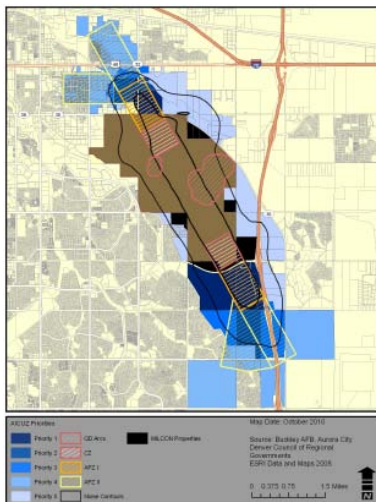 AICUZ Priorities
Priority 1
Priority 2
Priority 3
Priority 4
Priority 5
QD Arcs
CZ
APZ I
APZ II
Noise Contours
MILCON Properties
Map Date: October 2016
Source: Buckley AFB, Aurora City
Denver Council of Regional
Governments
ESRI Data and Maps 2005
0 0.375 0.75 1.5 Miles
N